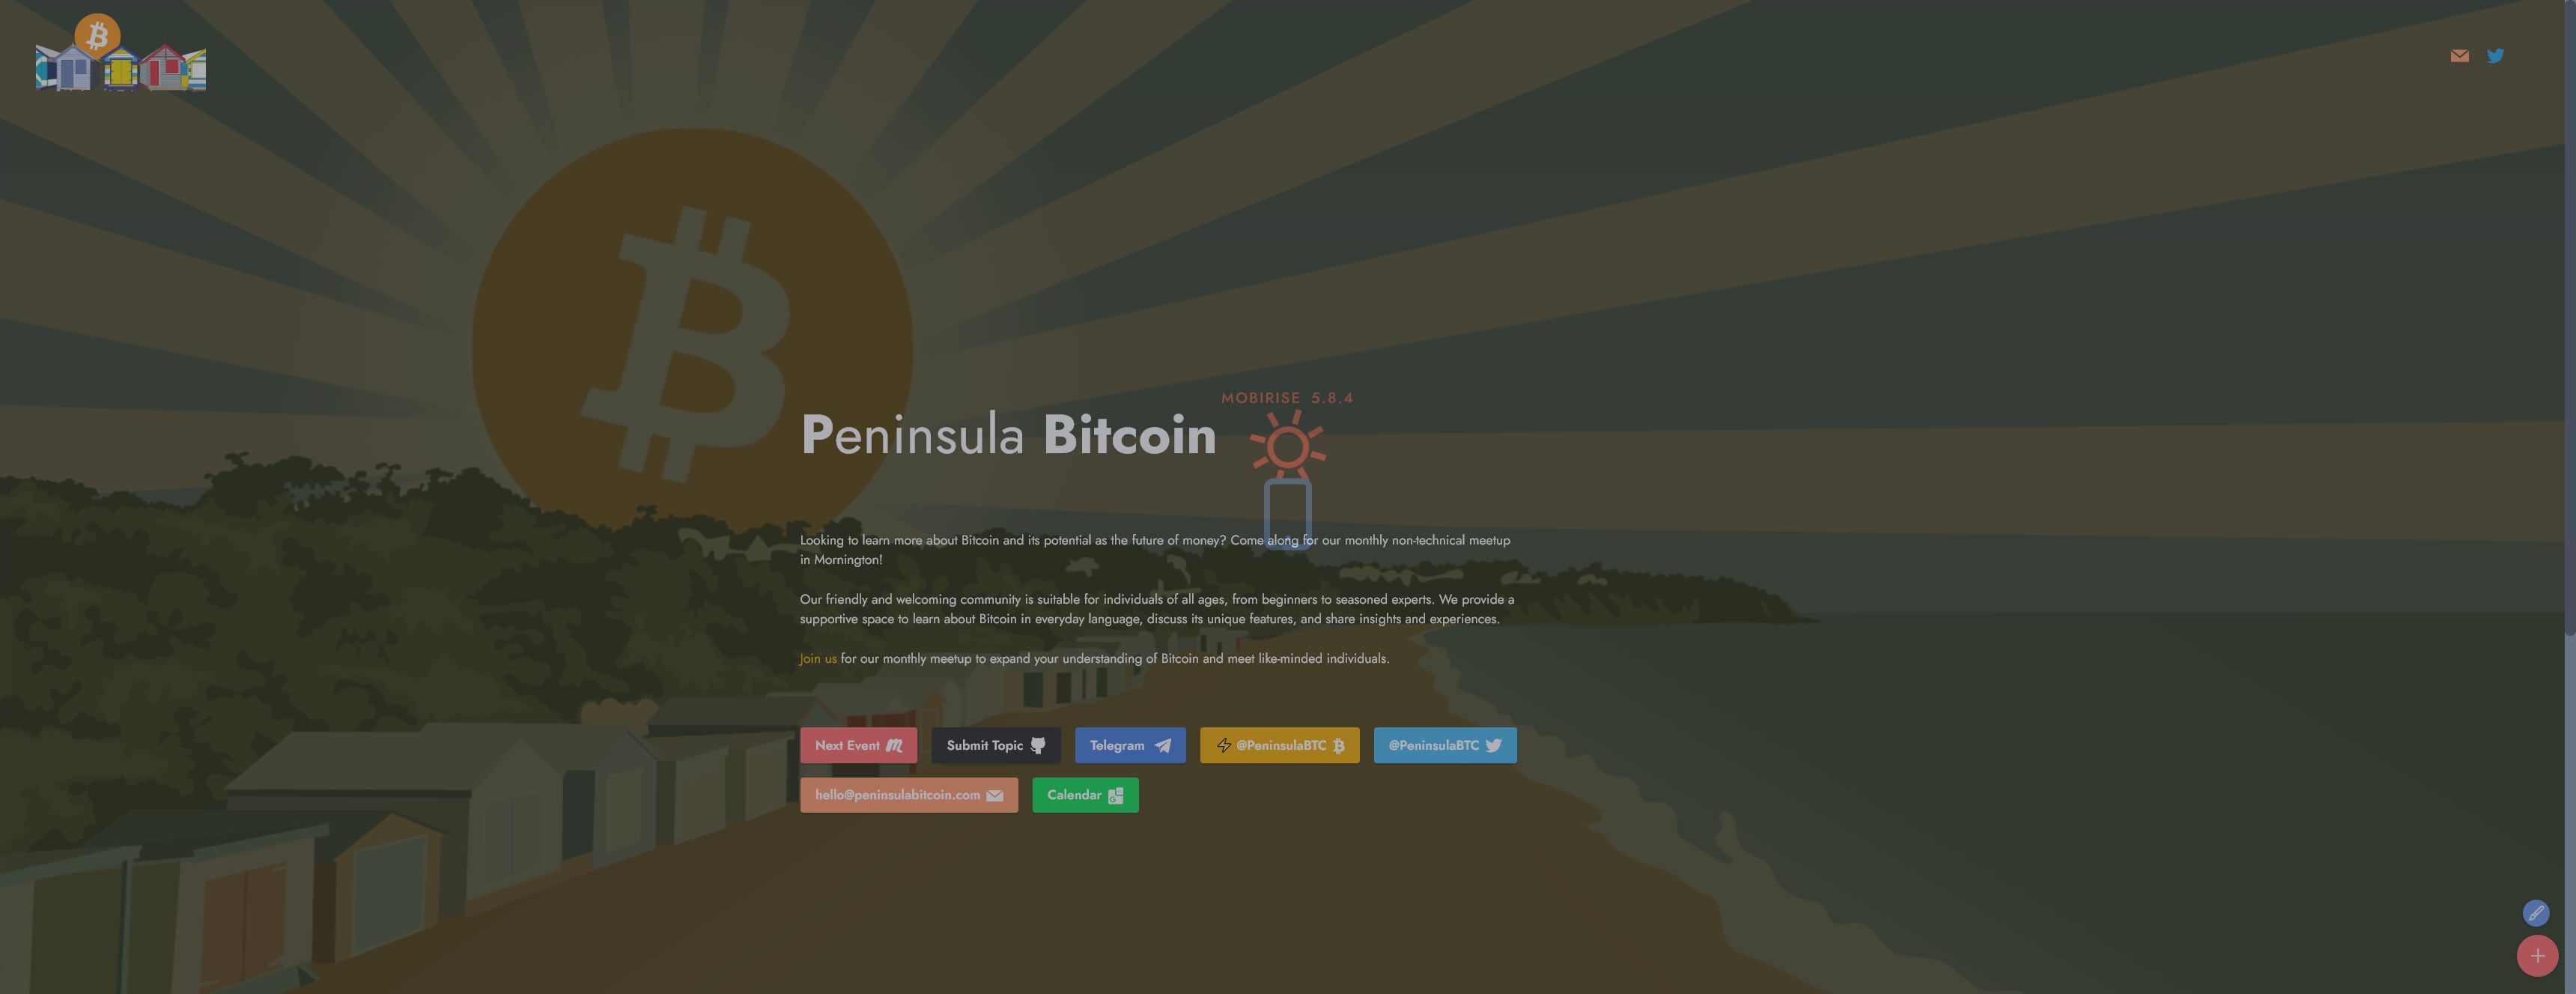 MOBIRISE 5.8.4
Peninsula Bitcoin
Looking to learn more about Bitcoin and its potential as the future of money? Come along for our monthly non-technical meetup
in Mornington!
Our friendly and welcoming community is suitable for individuals of all ages, from beginners to seasoned experts. We provide a
supportive space to learn about Bitcoin in everyday language, discuss its unique features, and share insights and experiences.
Join us for our monthly meetup to expand your understanding of Bitcoin and meet like-minded individuals.
Next Event Submit Topic Telegram @PeninsulaBTC @PeninsulaBTC
hello@peninsulabitcoin.com Calendar